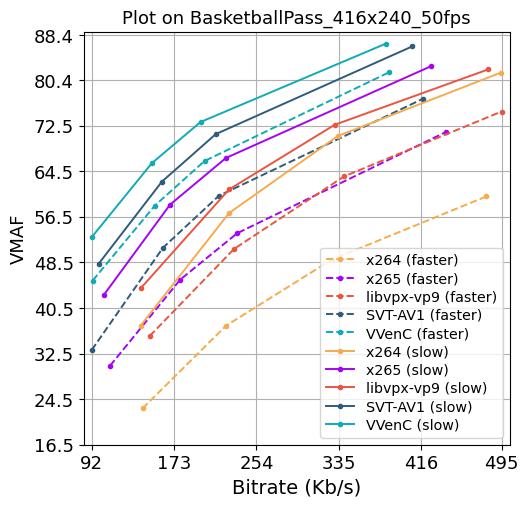 Plot on BasketballPass_416x240_50fps
VMAF
88.4
80.4
72.5
64.5
56.5
48.5
40.5
32.5
24.5
16.5
x264 (faster)
x265 (faster)
libvpx-vp9 (faster)
SVT-AV1 (faster)
VVenC (faster)
x264 (slow)
x265 (slow)
libvpx-vp9 (slow)
SVT-AV1 (slow)
VVenC (slow)
92 173 254 335 416 495
Bitrate (Kb/s)